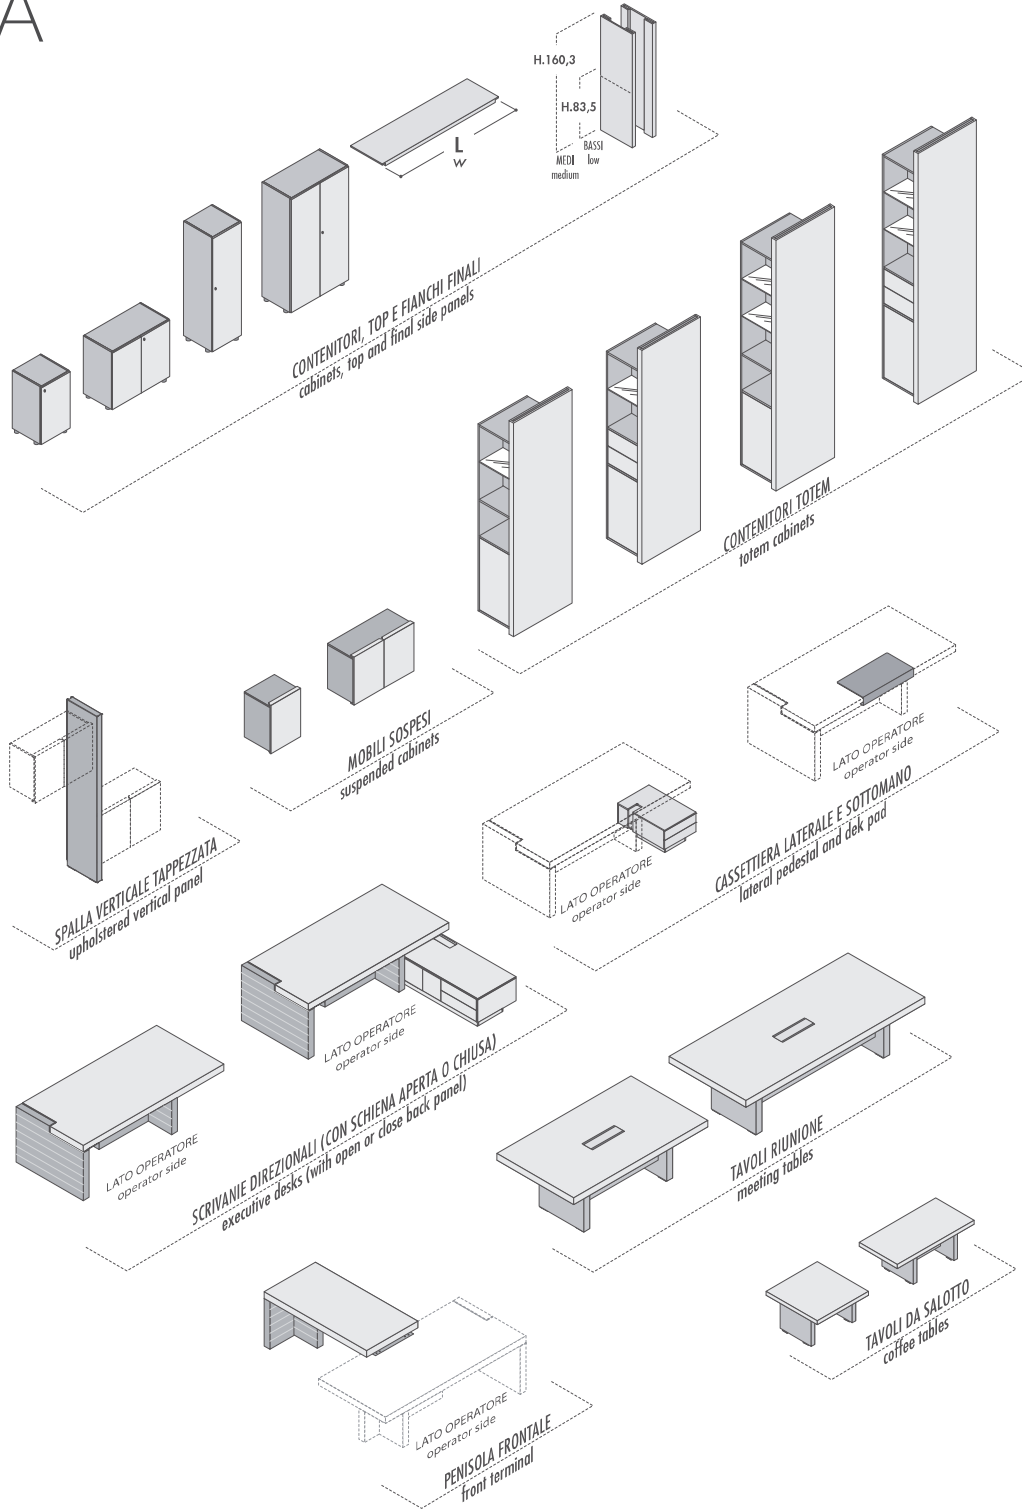 A
H.160,3
H.83,5
L
W
BASSI
low
MEDI
medium
CONTENITORI, TOP E FIANCHI FINALI
cabinets, top and final side panels
CONTENITORI TOTEM
totem cabinets
MOBILI SOSPESI
suspended cabinets
LATO OPERATORE
operator side
SPALLA VERTICALE TAPPEZZATA
upholstered vertical panel
LATO OPERATORE
operator side
CASSETTIERA LATERALE E SOTTOMANO
lateral pedestal and dek pad
LATO OPERATORE
operator side
LATO OPERATORE
operator side
SCRIVANIE DIREZIONALI (CON SCHIENA APERTA O CHIUSA)
executive desks (with open or close back panel)
TAVOLI RIUNIONE
meeting tables
TAVOLI DA SALOTTO
coffee tables
LATO OPERATORE
operator side
PENISOLA FRONTALE
front terminal